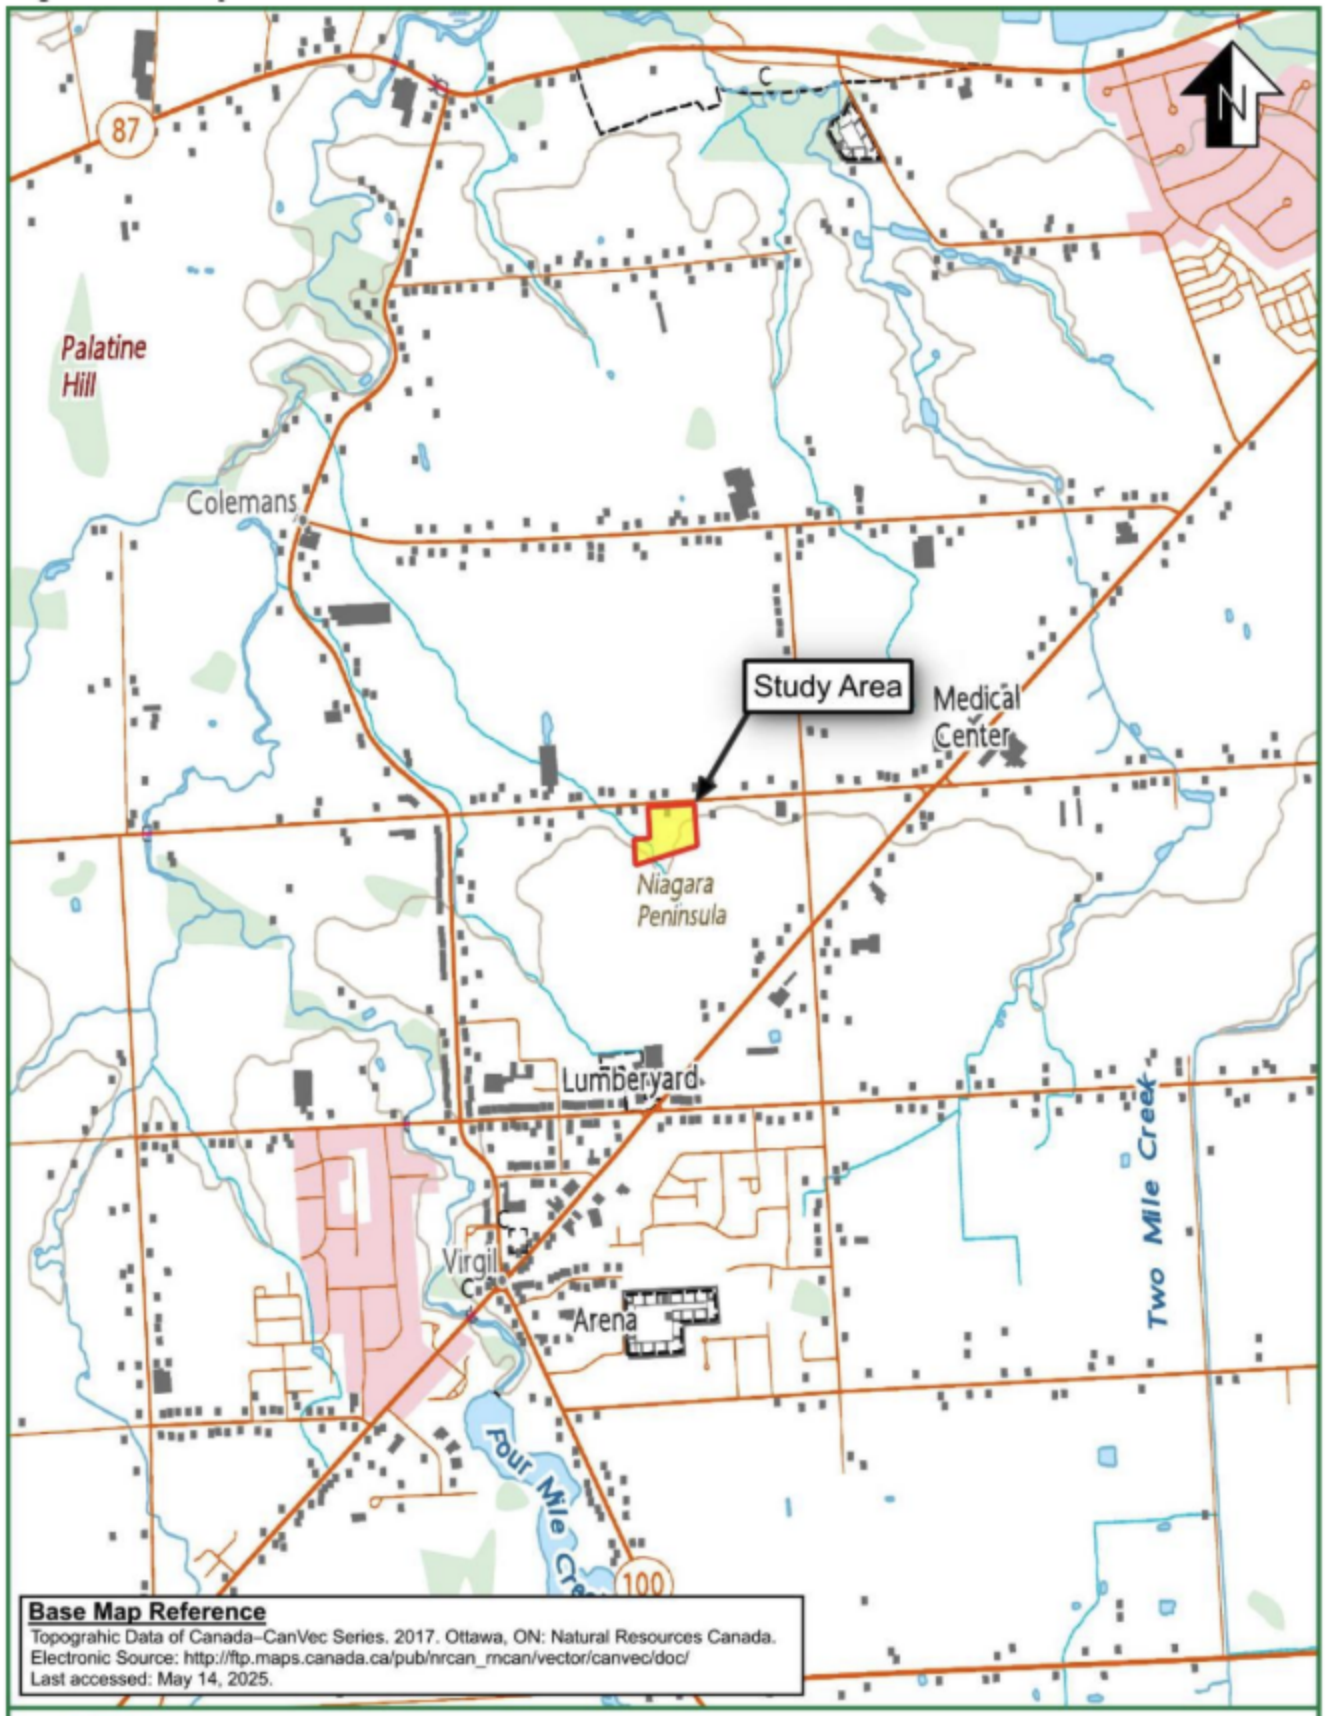 C
N
87
Palatine
Hill
Colemans
Study Area
Medical
Center
Niagara
Peninsula
Lumberyard
Two Mile Creek
C
Virgil
C
Arena
Four Mile Cree
100
Base Map Reference
Topograhic Data of Canada–CanVec Series. 2017. Ottawa, ON: Natural Resources Canada.
Electronic Source: http://ftp.maps.canada.ca/pub/nrcan_rncan/vector/canvec/doc/
Last accessed: May 14, 2025.